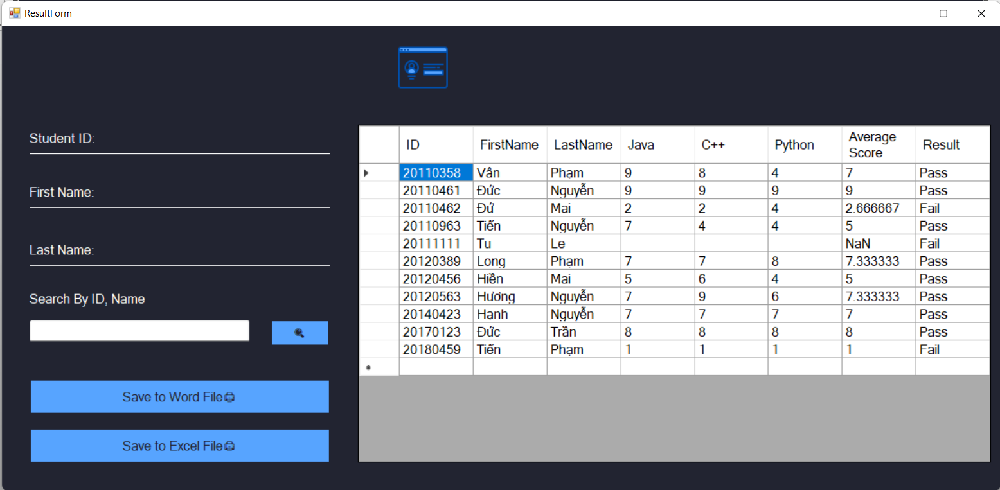 ResultForm
Student ID:
First Name:
Last Name:
Search By ID, Name
Save to Word File
Save to Excel File
ID FirstName LastName Java C++ Python Average Score Result
20110358 Vân Phạm 9 8 4 7 Pass
20110461 Đức Nguyễn 9 9 9 9 Pass
20110462 Đứ Mai 2 2 4 2.666667 Fail
20110963 Tiến Nguyễn 7 4 4 5 Pass
20111111 Tu Le NaN Fail
20120389 Long Phạm 7 7 8 7.333333 Pass
20120456 Hiền Mai 5 6 4 5 Pass
20120563 Hương Nguyễn 7 9 6 7.333333 Pass
20140423 Hạnh Nguyễn 7 7 7 7 Pass
20170123 Đức Trần 8 8 8 8 Pass
20180459 Tiến Phạm 1 1 1 1 Fail